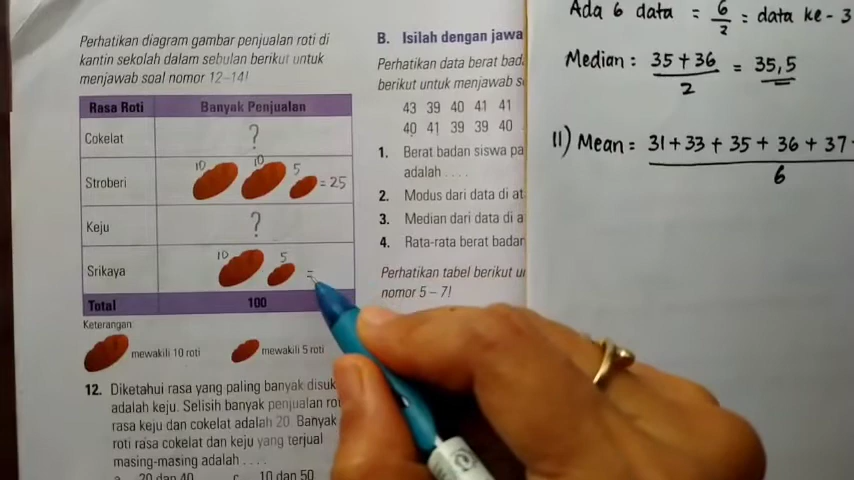 Perhatikan diagram gambar penjualan roti di
kantin sekolah dalam sebulan berikut untuk
menjawab soal nomor 12–14!
Rasa Roti Banyak Penjualan
Cokelat ?
Stroberi 10 10 5 = 25
Keju ?
Srikaya 10 5 =
Total 100
Keterangan
mewakili 10 roti mewakili 5 roti
12. Diketahui rasa yang paling banyak disuk
adalah keju. Selisih banyak penjualan ro
rasa keju dan cokelat adalah 20. Banyak
roti rasa cokelat dan keju yang terjual
masing-masing adalah . . . .
a. 20 dan 40 c. 10 dan 50
B. Isilah dengan jawa
Perhatikan data berat bada
berikut untuk menjawab s
43 39 40 41 41
40 41 39 39 40
1. Berat badan siswa pa
adalah . . . .
2. Modus dari data di at
3. Median dari data di a
4. Rata-rata berat badan
Perhatikan tabel berikut u
nomor 5 – 7!
Ada 6 data = 6/2 = data ke - 3
Median : 35 + 36 / 2 = 35,5
11) Mean = 31 + 33 + 35 + 36 + 37 / 6